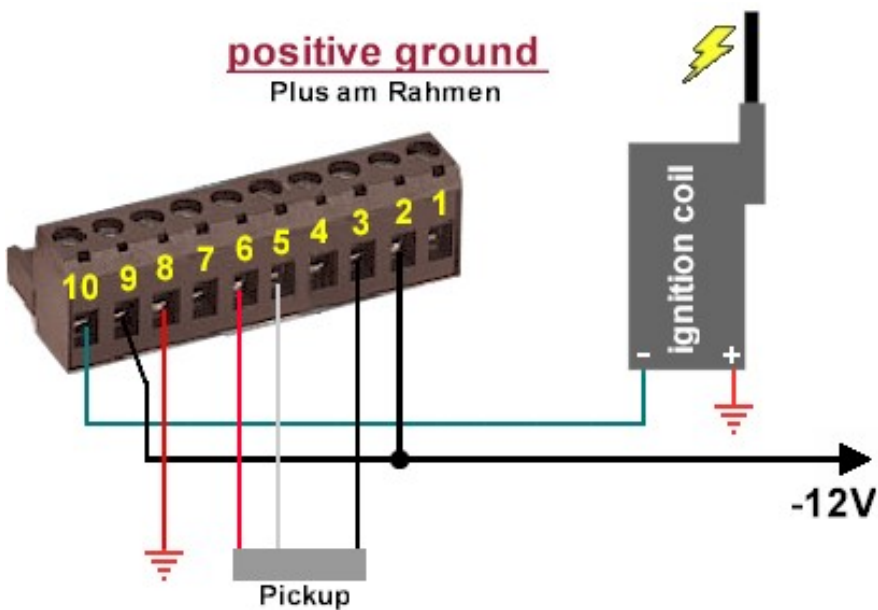 positive ground
Plus am Rahmen
10 9 8 7 6 5 4 3 2 1
ignition coil
- +
-12V
Pickup